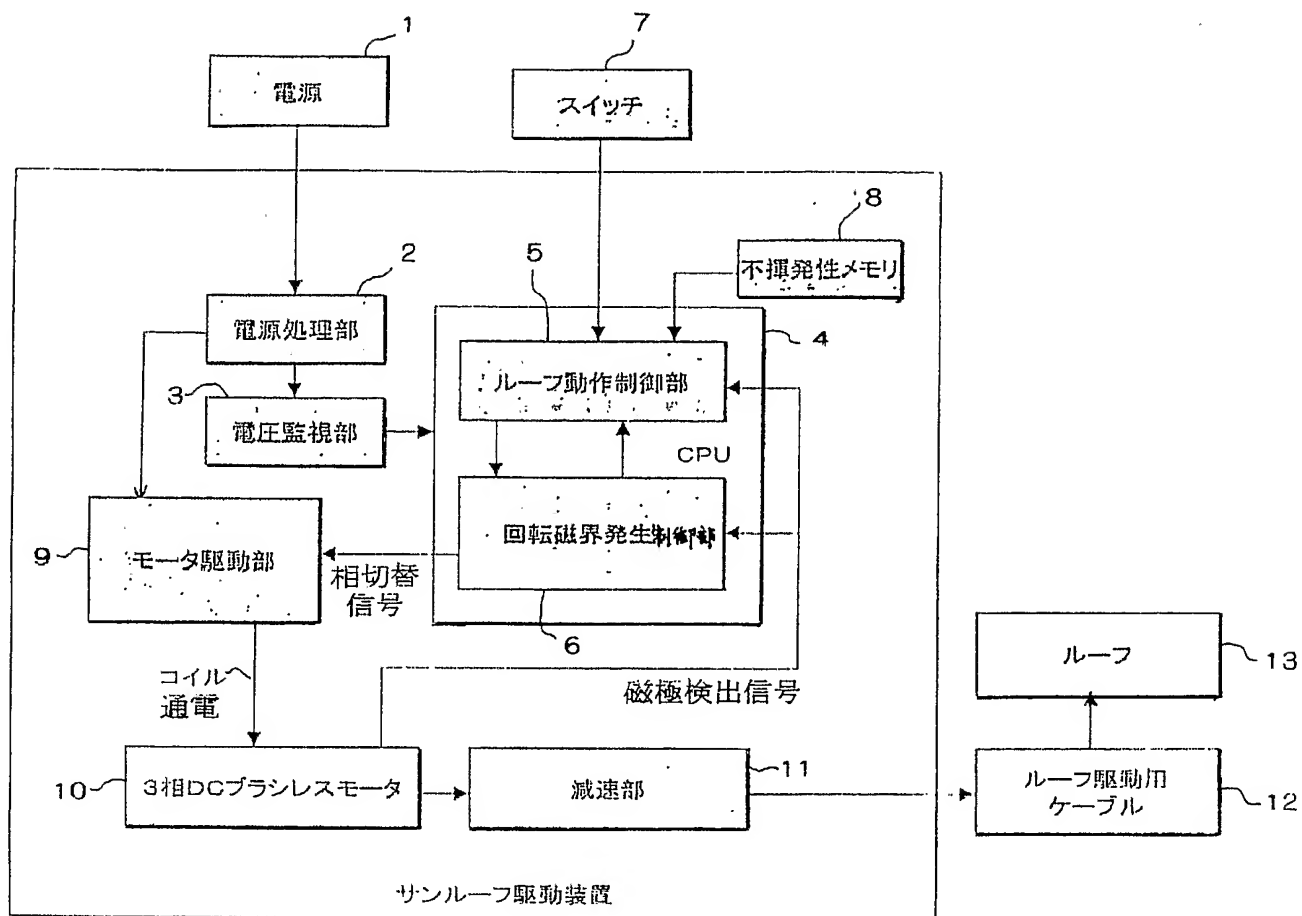 1
電源
7
スイッチ
8
不揮発性メモリ
2
電源処理部
5
4
ルーフ動作制御部
3
電圧監視部
CPU
回転磁界発生制御部
9
モータ駆動部
相切替
信号
6
コイル
通電
磁極検出信号
ルーフ
13
10
3相DCブラシレスモータ
減速部
11
ルーフ駆動用
ケーブル
12
サンルーフ駆動装置